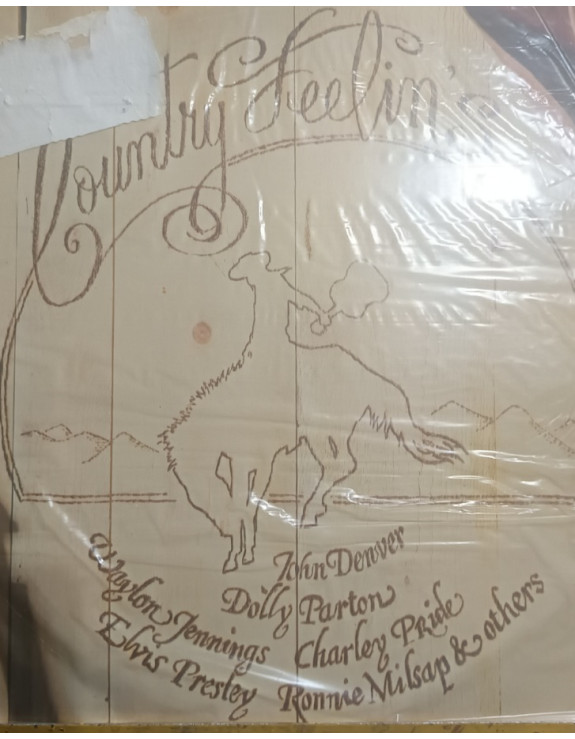 Country Feelin's
John Denver
Dolly Parton
Waylon Jennings
Charley Pride
Elvis Presley
Ronnie Milsap & others